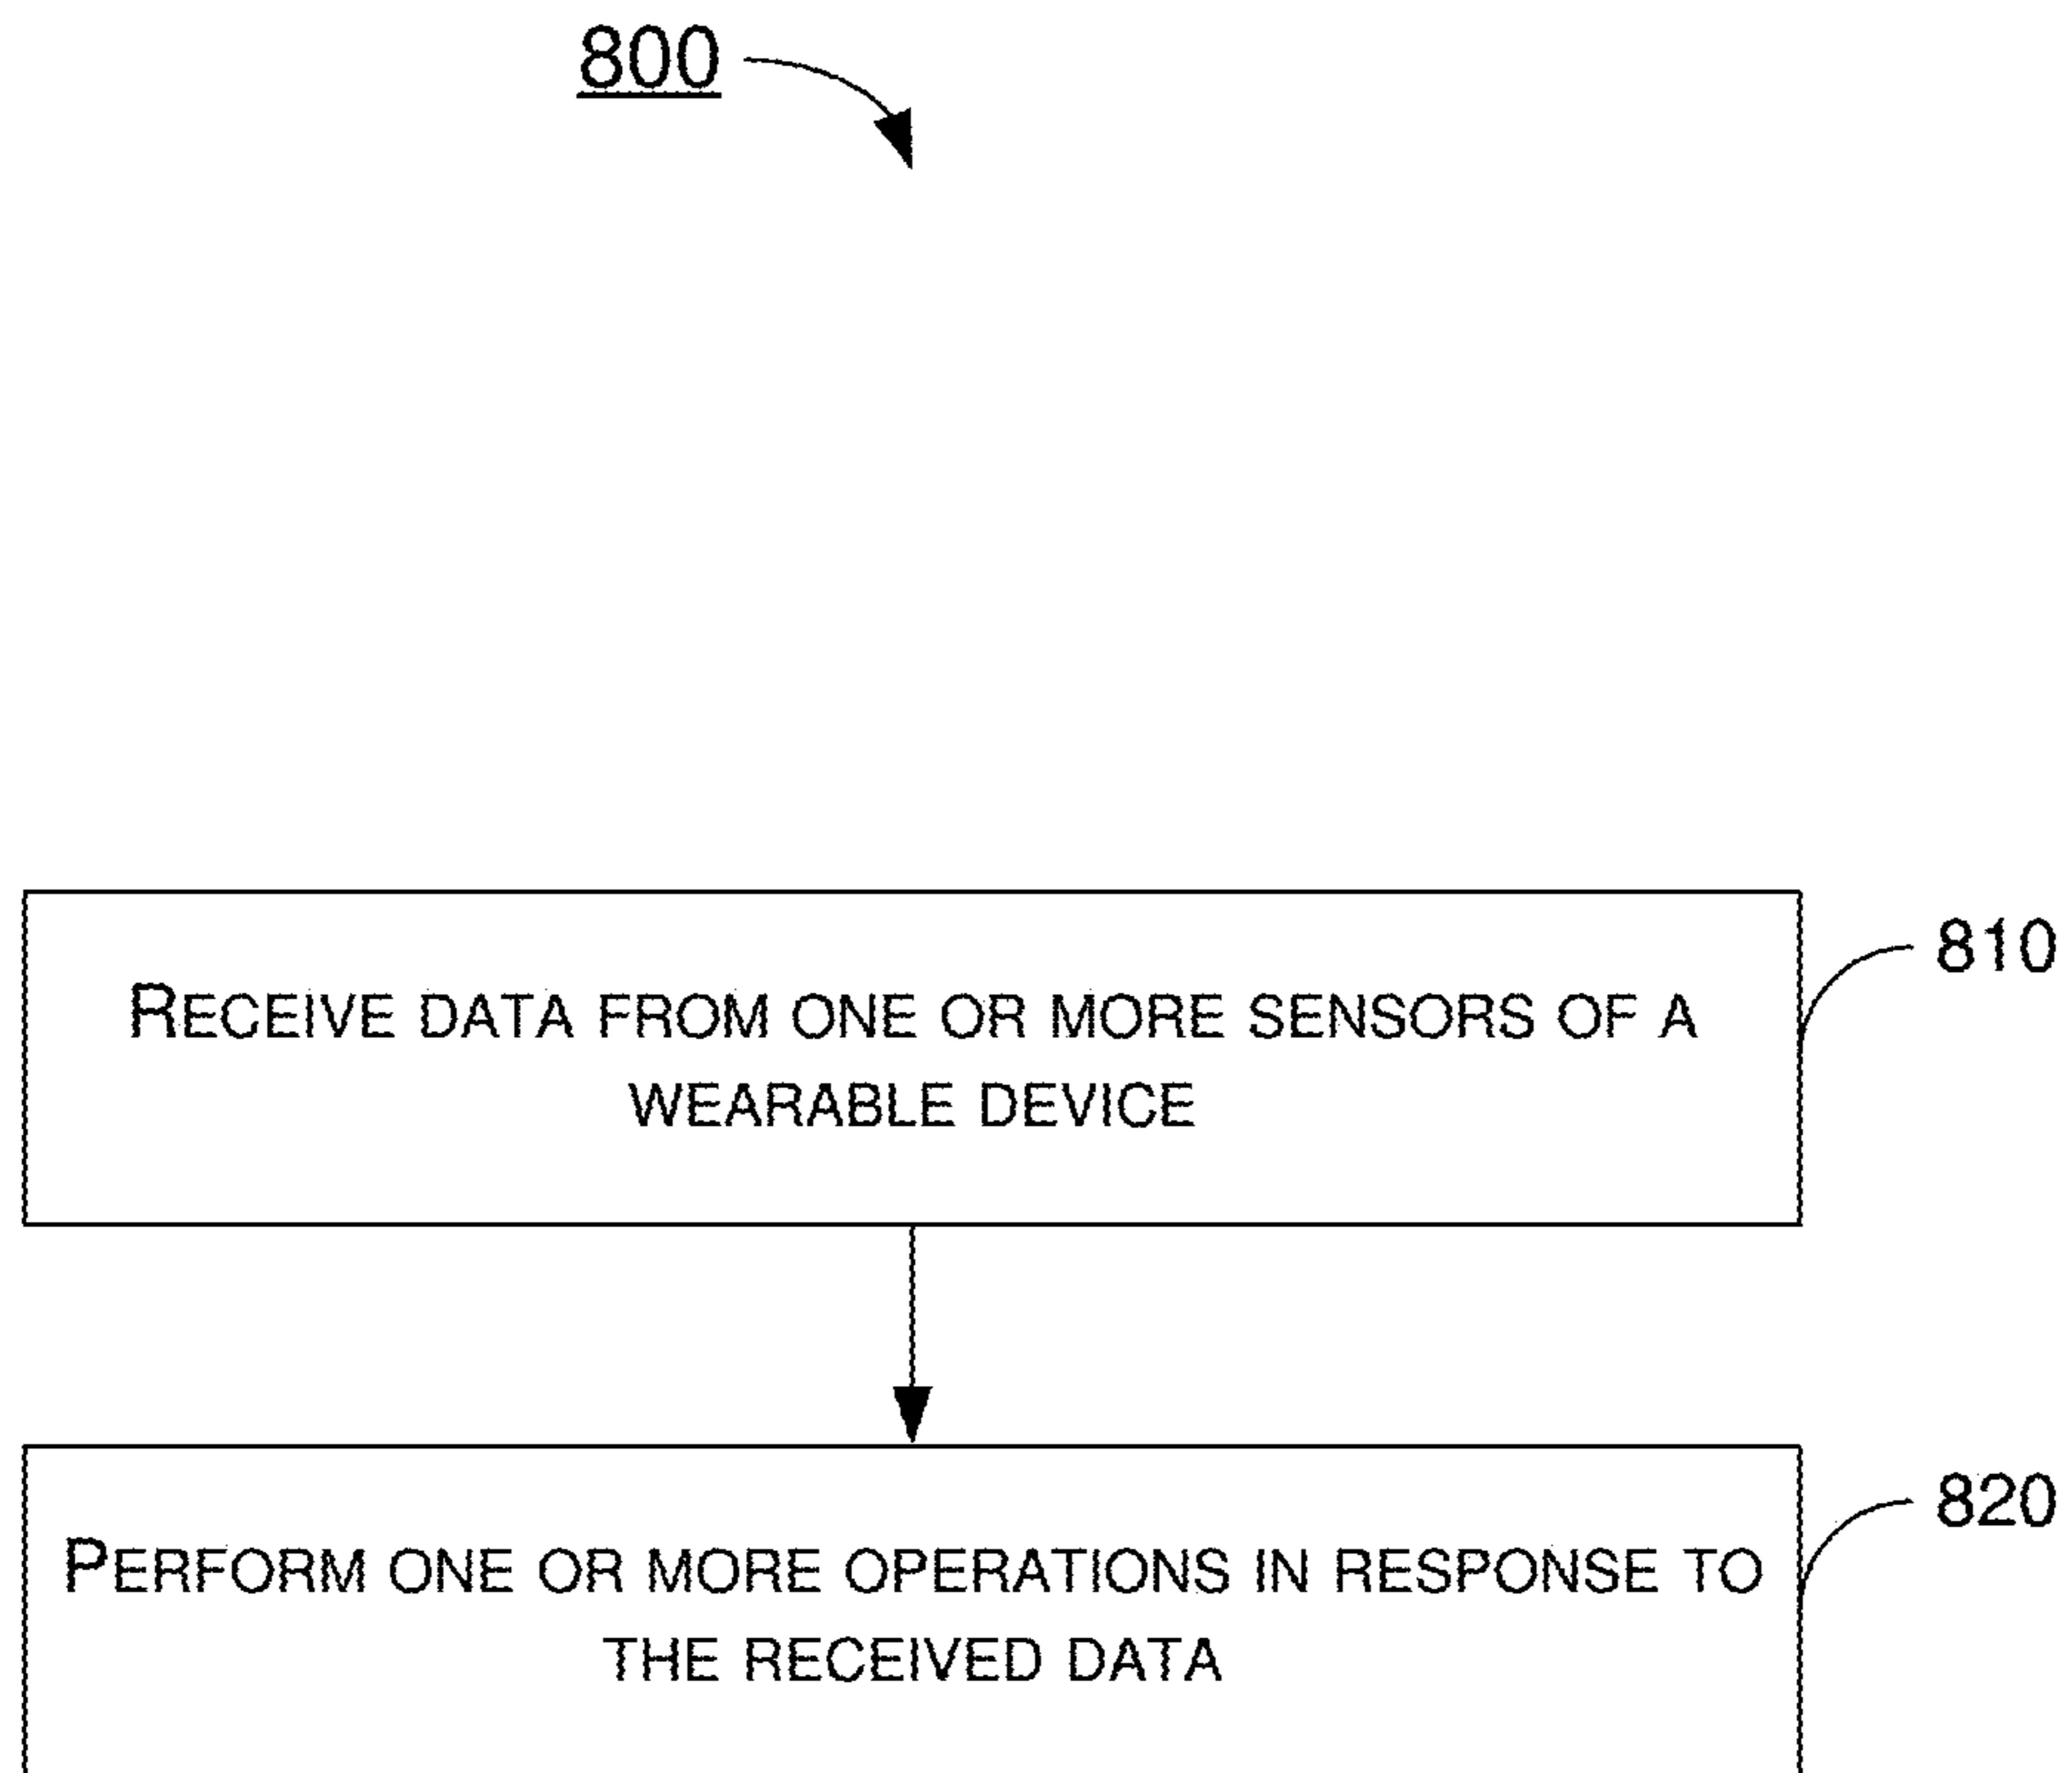 800
RECEIVE DATA FROM ONE OR MORE SENSORS OF A
WEARABLE DEVICE
810
PERFORM ONE OR MORE OPERATIONS IN RESPONSE TO
THE RECEIVED DATA
820